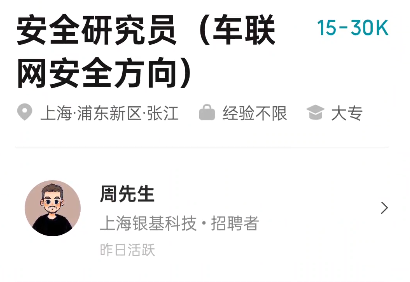 安全研究员（车联
网安全方向）
15-30K
上海·浦东新区·张江 经验不限 大专
周先生
上海银基科技·招聘者
昨日活跃